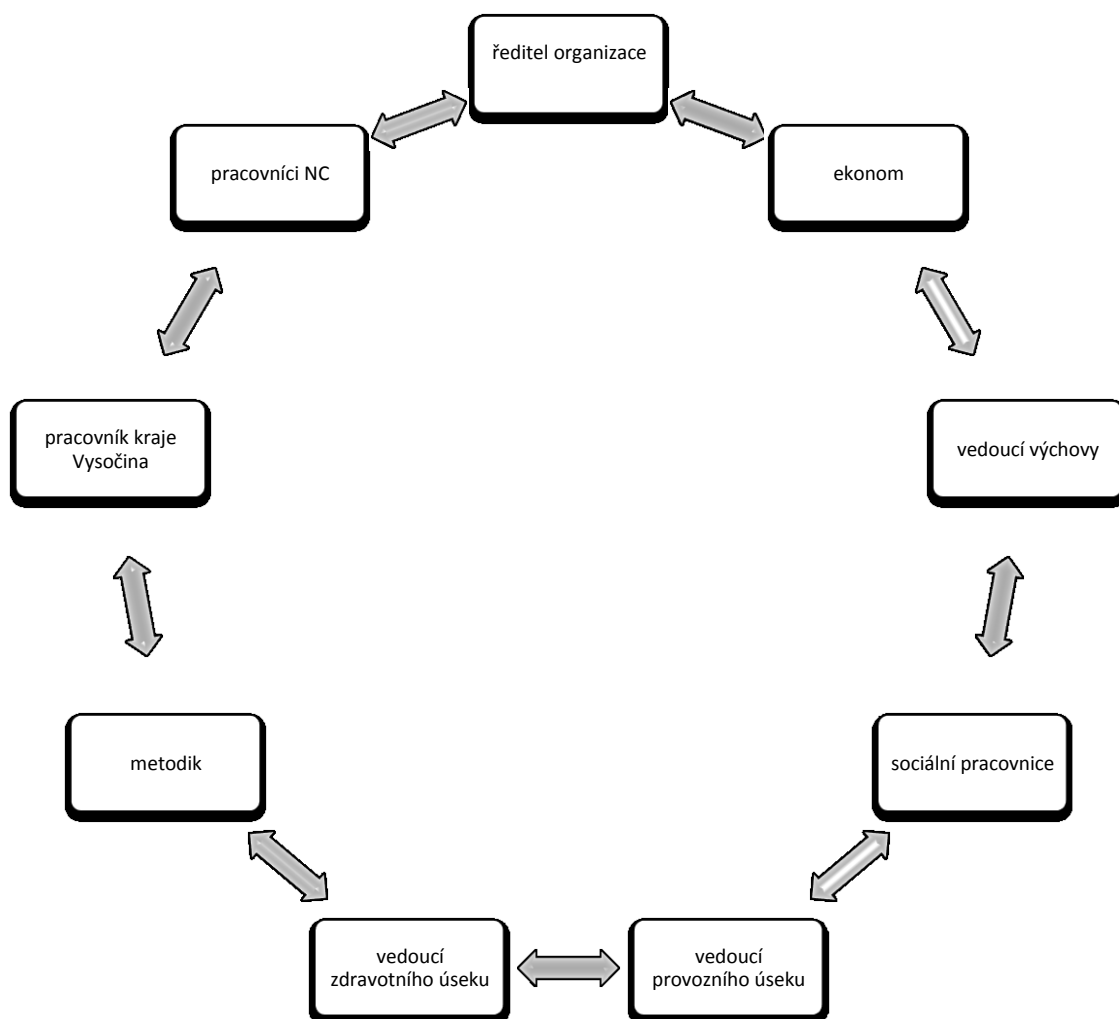 ředitel organizace
pracovníci NC
ekonom
pracovník kraje
Vysočina
vedoucí výchovy
metodik
sociální pracovnice
vedoucí
zdravotního úseku
vedoucí
provozního úseku